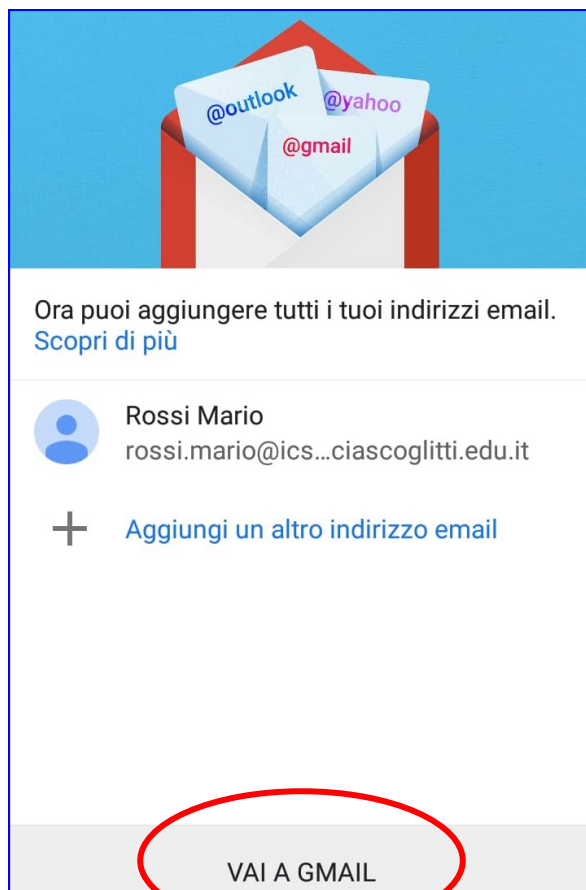 @outlook
@yahoo
@gmail
Ora puoi aggiungere tutti i tuoi indirizzi email.
Scopri di più
Rossi Mario
rossi.mario@ics...ciascoglitti.edu.it
Aggiungi un altro indirizzo email
VAI A GMAIL